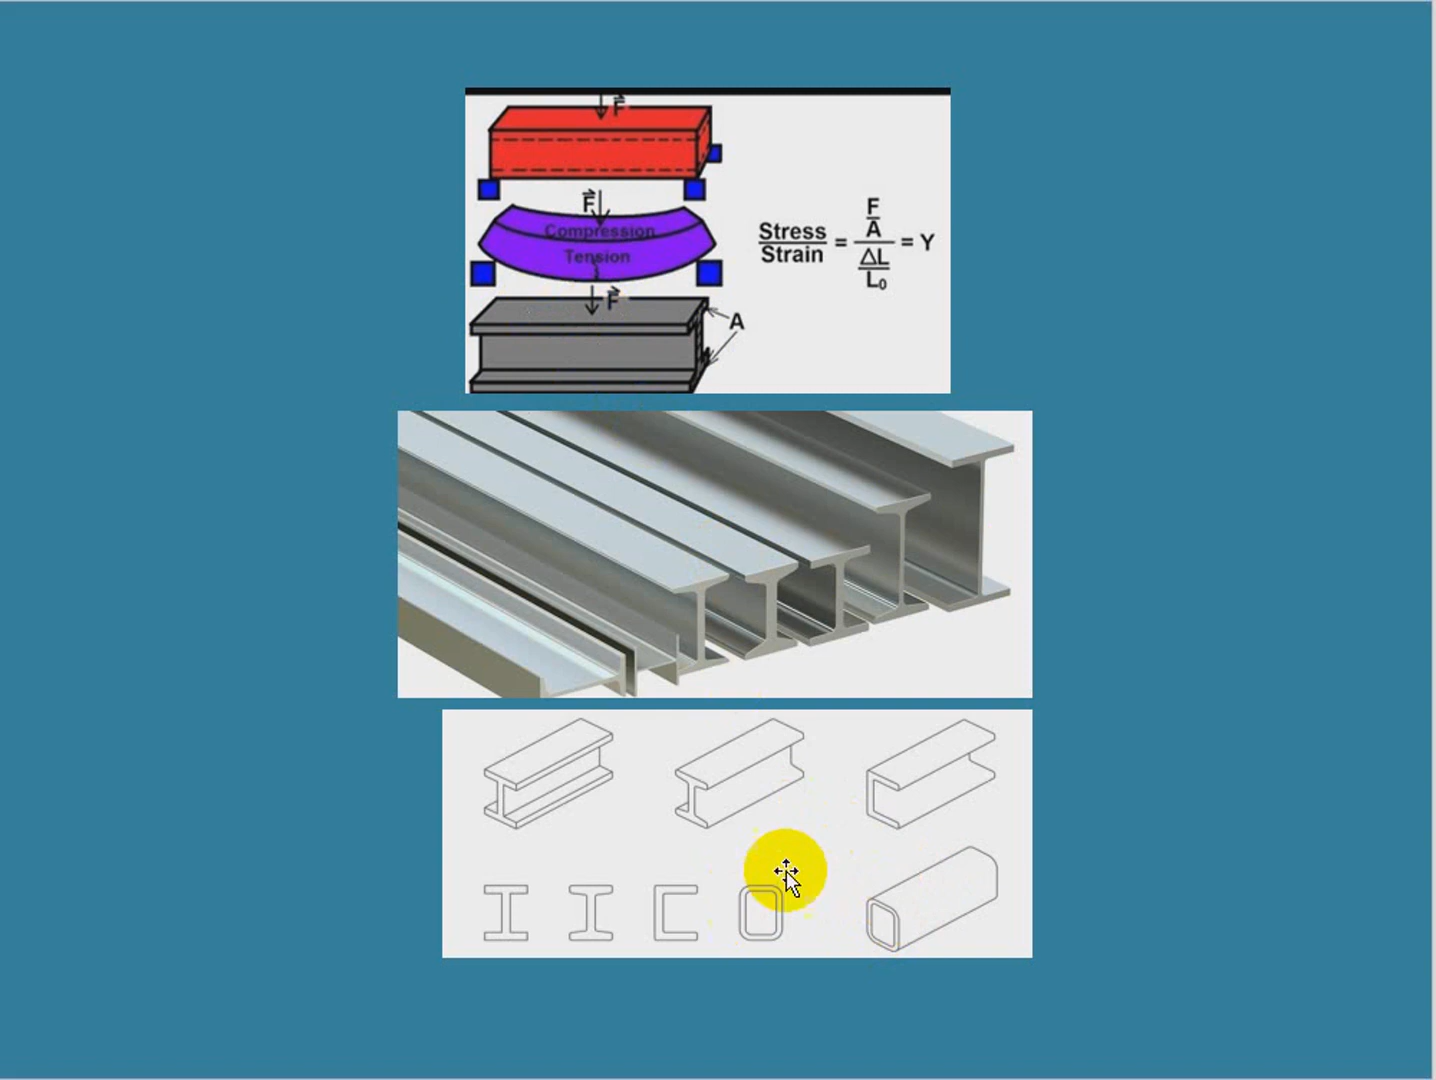 F
F
Compression
Tension
F
A
Stress
Strain
=
F
A
ΔL
L₀
= Y